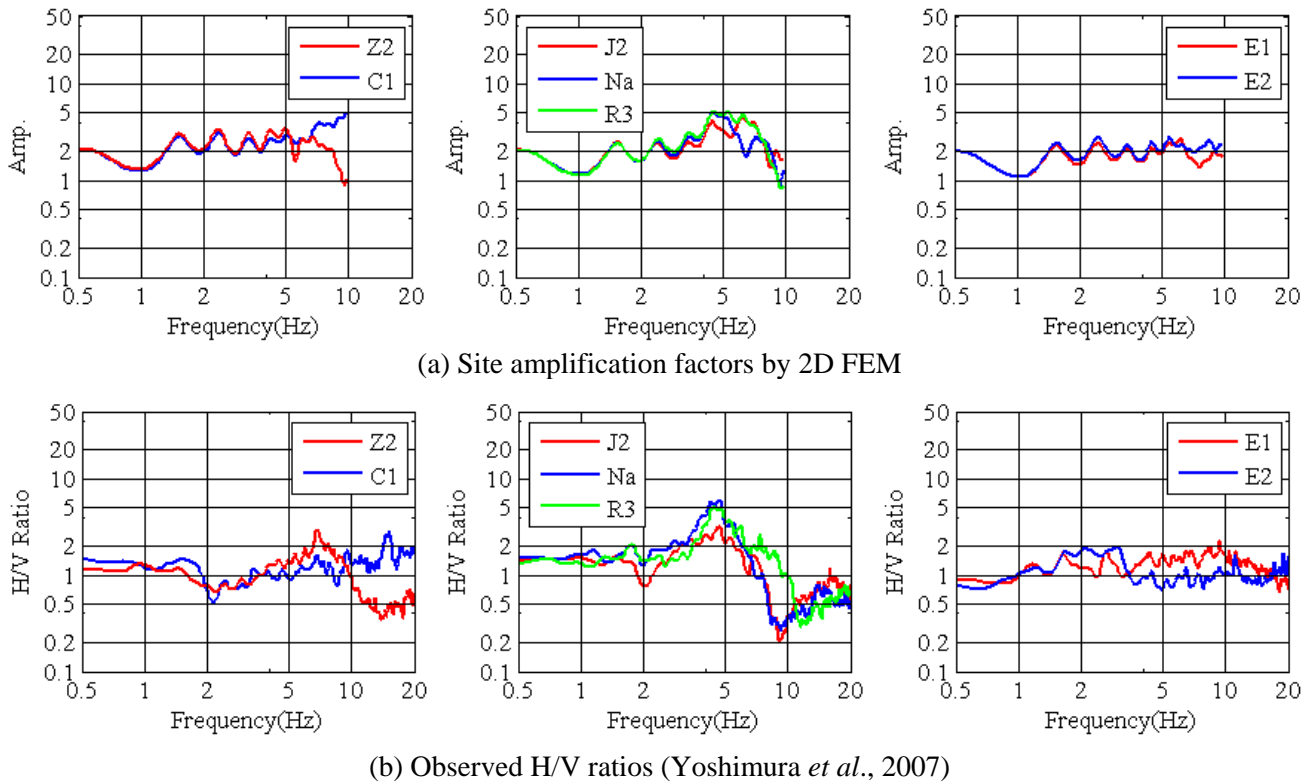 50
20
10
5
2
1
0.5
0.2
0.1
Amp.
0.5 1 2 5 10 20
Frequency(Hz)
Z2
C1
50
20
10
5
2
1
0.5
0.2
0.1
Amp.
0.5 1 2 5 10 20
Frequency(Hz)
J2
Na
R3
50
20
10
5
2
1
0.5
0.2
0.1
Amp.
0.5 1 2 5 10 20
Frequency(Hz)
E1
E2
(a) Site amplification factors by 2D FEM
50
20
10
5
2
1
0.5
0.2
0.1
H/V Ratio
0.5 1 2 5 10 20
Frequency(Hz)
Z2
C1
50
20
10
5
2
1
0.5
0.2
0.1
H/V Ratio
0.5 1 2 5 10 20
Frequency(Hz)
J2
Na
R3
50
20
10
5
2
1
0.5
0.2
0.1
H/V Ratio
0.5 1 2 5 10 20
Frequency(Hz)
E1
E2
(b) Observed H/V ratios (Yoshimura et al., 2007)